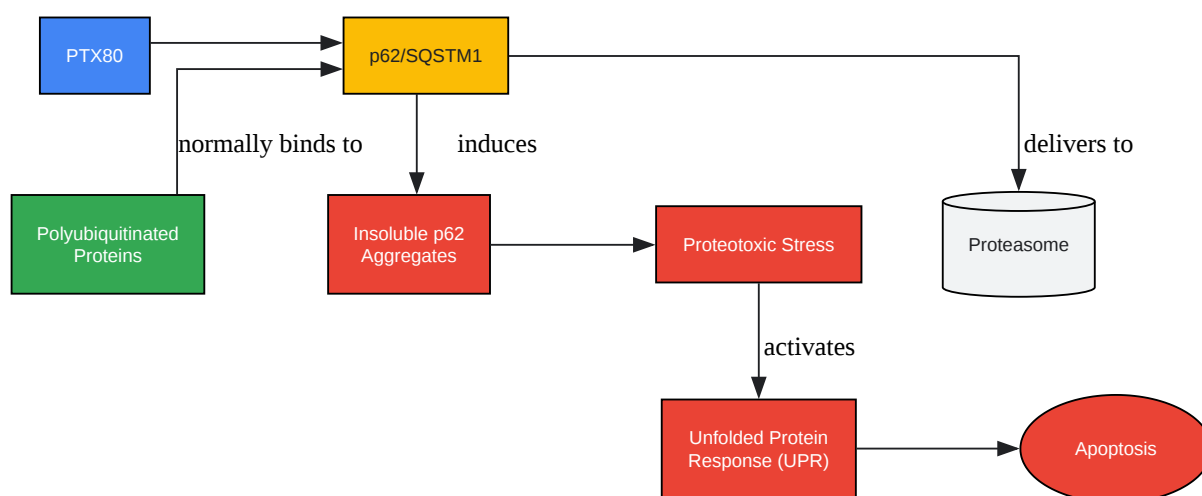 PTX80
p62/SQSTM1
normally binds to
induces
delivers to
Polyubiquitinated
Proteins
Insoluble p62
Aggregates
Proteotoxic Stress
Proteasome
activates
Unfolded Protein
Response (UPR)
Apoptosis